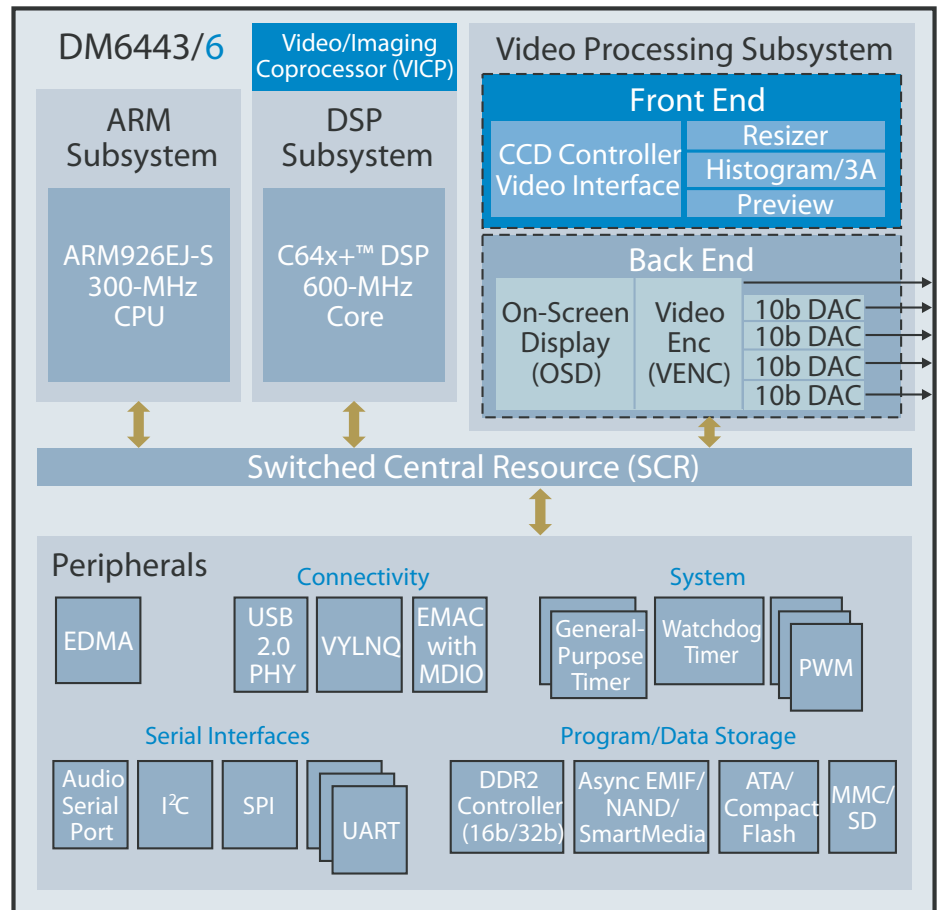 DM6443/6
Video/Imaging
Coprocessor (VICP)
Video Processing Subsystem
ARM
Subsystem
ARM926EJ-S
300-MHz
CPU
DSP
Subsystem
C64x+™ DSP
600-MHz
Core
Front End
CCD Controller
Video Interface
Resizer
Histogram/3A
Preview
Back End
On-Screen
Display
(OSD)
Video
Enc
(VENC)
10b DAC
10b DAC
10b DAC
10b DAC
Switched Central Resource (SCR)
Peripherals
EDMA
Connectivity
USB
2.0
PHY
VYLNQ
EMAC
with
MDIO
System
General-
Purpose
Timer
Watchdog
Timer
PWM
Serial Interfaces
Audio
Serial
Port
I²C
SPI
UART
Program/Data Storage
DDR2
Controller
(16b/32b)
Async EMIF/
NAND/
SmartMedia
ATA/
Compact
Flash
MMC/
SD